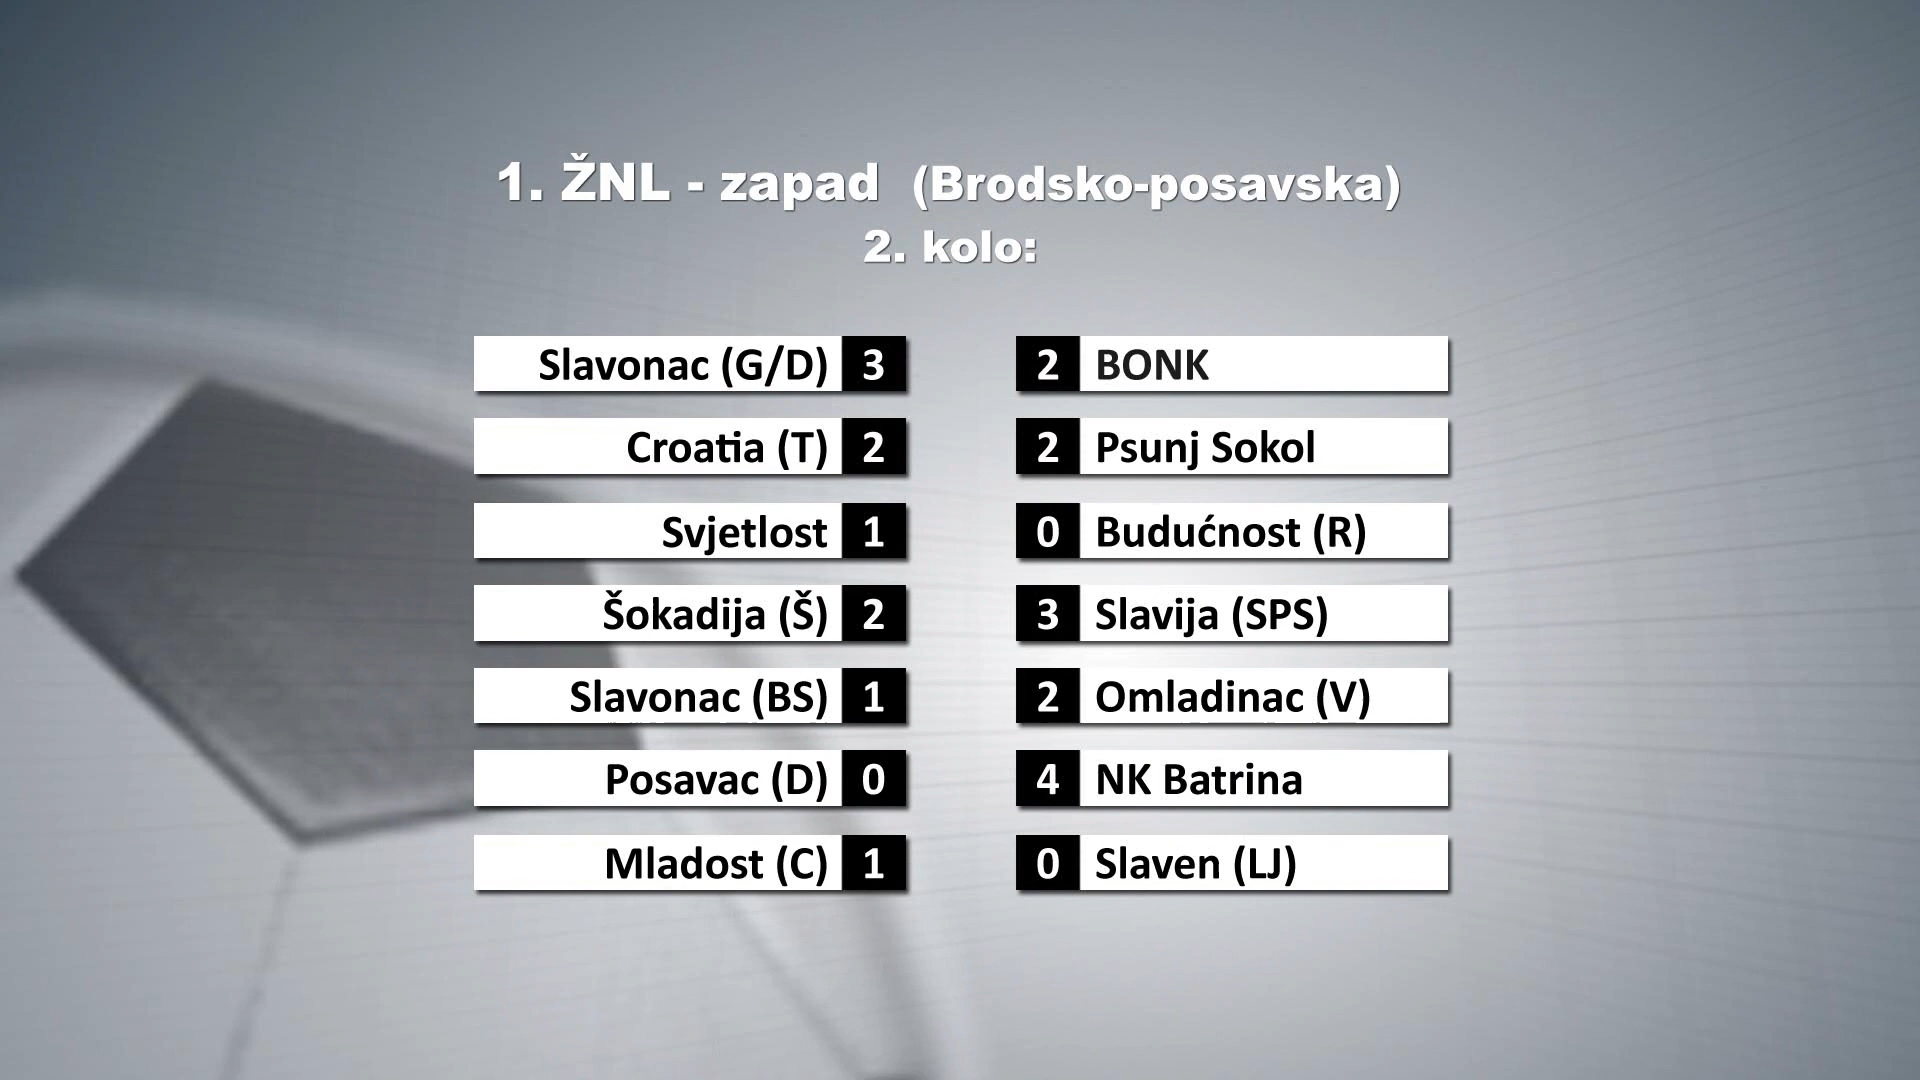 1. ŽNL - zapad (Brodsko-posavska)
2. kolo:
Slavonac (G/D) 3 2 BONK
Croatia (T) 2 2 Psunj Sokol
Svjetlost 1 0 Budućnost (R)
Šokadija (Š) 2 3 Slavija (SPS)
Slavonac (BS) 1 2 Omladinac (V)
Posavac (D) 0 4 NK Batrina
Mladost (C) 1 0 Slaven (LJ)